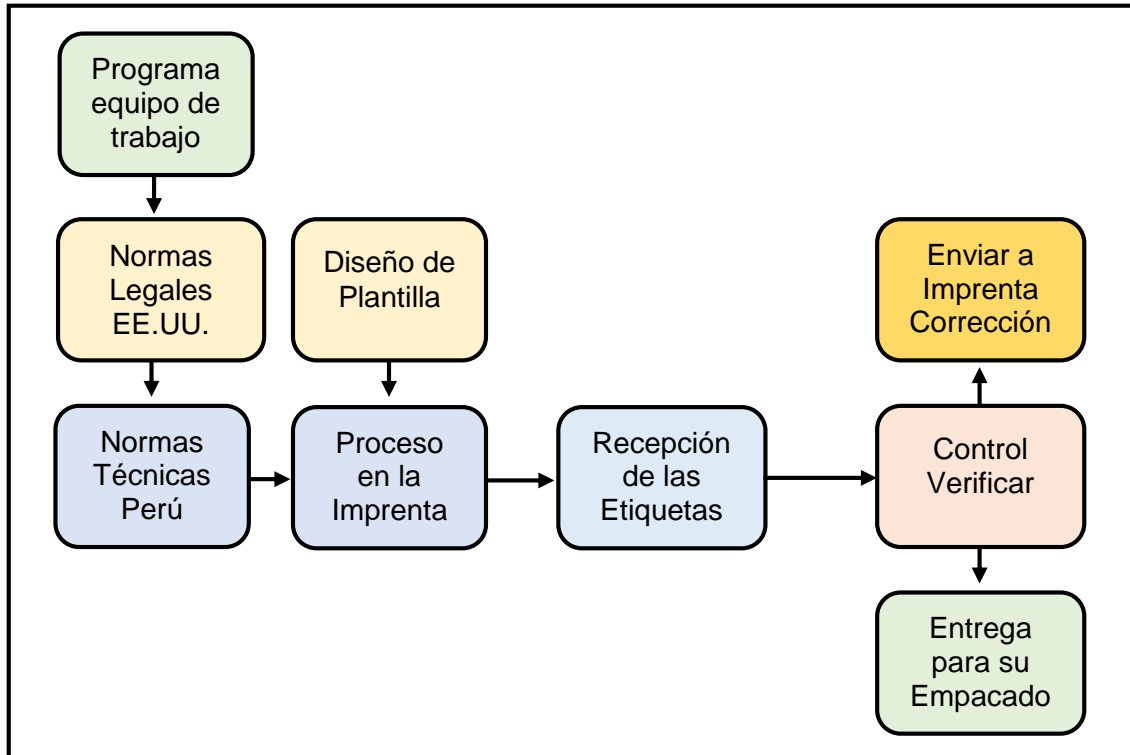 Programa
equipo de
trabajo
Normas
Legales
EE.UU.
Diseño de
Plantilla
Enviar a
Imprenta
Corrección
Normas
Técnicas
Perú
Proceso
en la
Imprenta
Recepción
de las
Etiquetas
Control
Verificar
Entrega
para su
Empacado